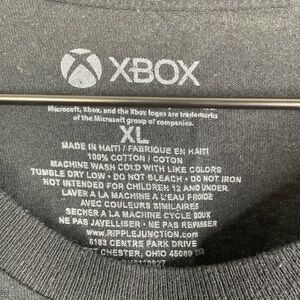 XBOX
Microsoft, Xbox, and the Xbox logos are trademarks
of the Microsoft group of companies.
XL
MADE IN HAITI / FABRIQUE EN HAITI
100% COTTON / COTON
MACHINE WASH COLD WITH LIKE COLORS
TUMBLE DRY LOW • DO NOT BLEACH • DO NOT IRON
NOT INTENDED FOR CHILDREN 12 AND UNDER.
LAVER A LA MACHINE A L'EAU FROIDE
AVEC COULEURS SIMILAIRES
SECHER A LA MACHINE CYCLE DOUX
NE PAS JAVELLISER • NE PAS REPASSER
WWW.RIPPLEJUNCTION.COM
CENTRE PARK DRIVE
CHESTER, OHIO 45069